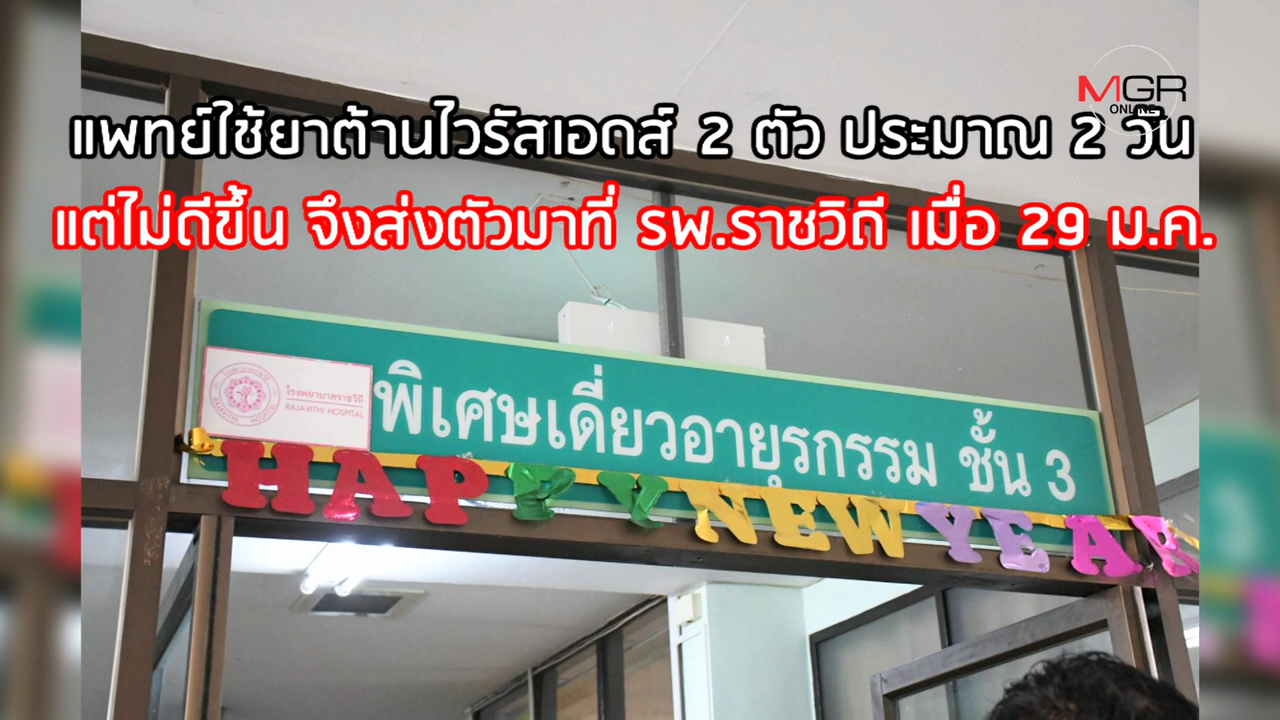 MGR
ONLINE
แพทย์ใช้ยาต้านไวรัสเอดส์ 2 ตัว ประมาณ 2 วัน
แต่ไม่ดีขึ้น จึงส่งตัวมาที่ รพ.ราชวิถี เมื่อ 29 ม.ค.
โรงพยาบาลราชวิถี
RAJAVITHI HOSPITAL
พิเศษเดี่ยวอายุรกรรม ชั้น 3
HAPPY NEW YEAR